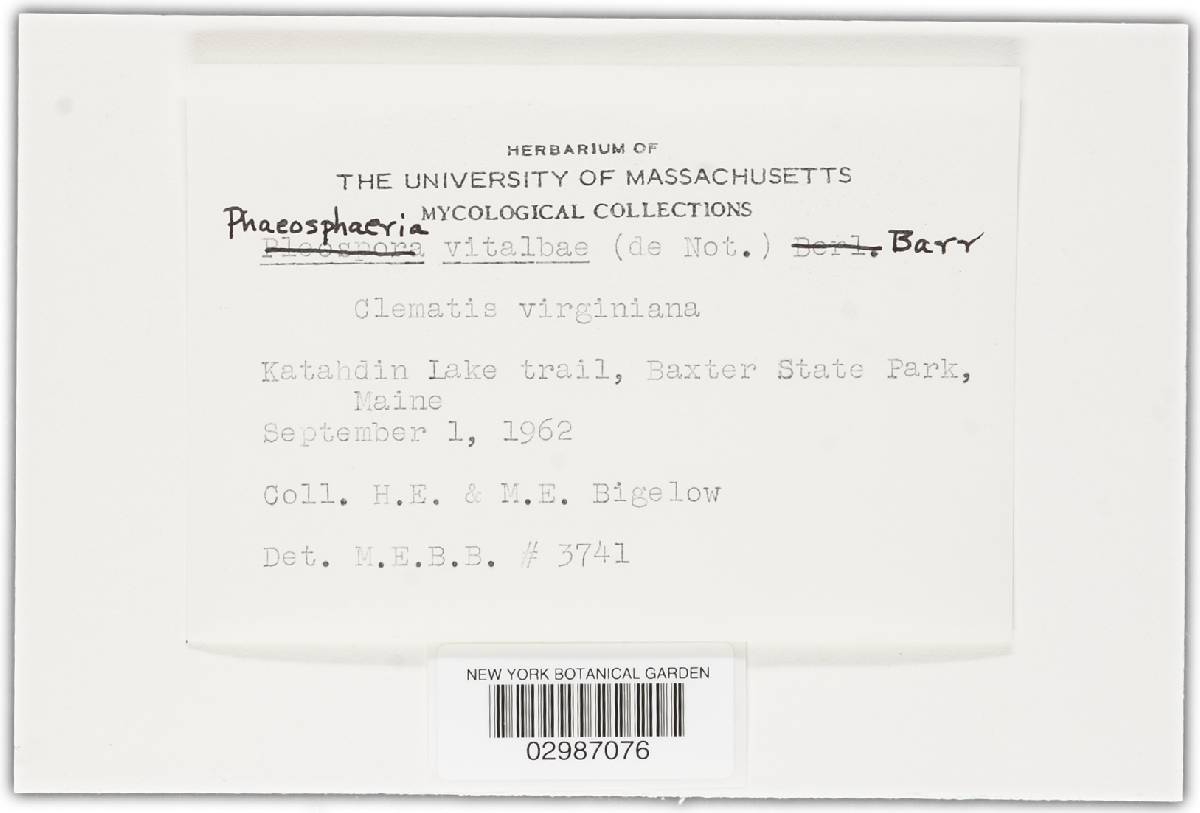 HERBARIUM OF
THE UNIVERSITY OF MASSACHUSETTS
MYCOLOGICAL COLLECTIONS
Phaeosphaeria
Pleospora vitalbae (de Not.) Berl. Barr
Clematis virginiana
Katahdin Lake trail, Baxter State Park,
Maine
September 1, 1962
Coll. H.E. & M.E. Bigelow
Det. M.E.B.B. # 3741
NEW YORK BOTANICAL GARDEN
02987076